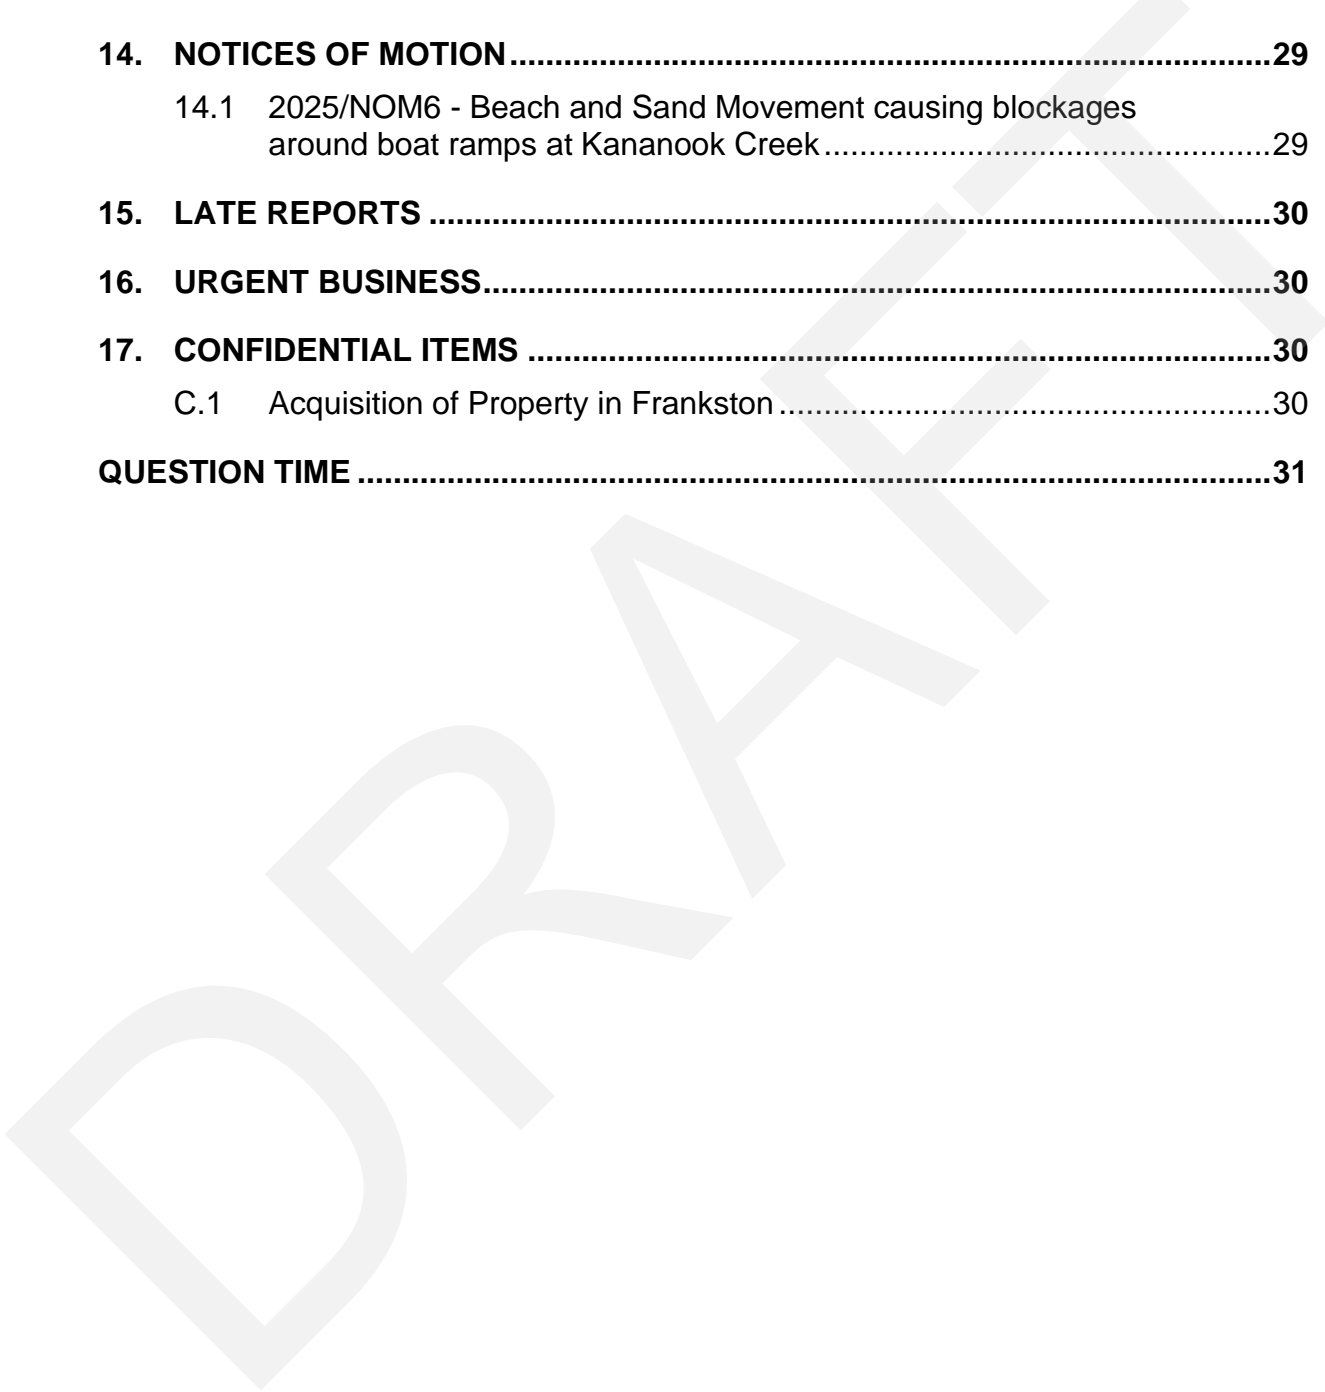 14. NOTICES OF MOTION ........................................................................................ 29
14.1 2025/NOM6 - Beach and Sand Movement causing blockages
around boat ramps at Kananook Creek .................................................. 29
15. LATE REPORTS ................................................................................................. 30
16. URGENT BUSINESS ........................................................................................... 30
17. CONFIDENTIAL ITEMS ...................................................................................... 30
C.1 Acquisition of Property in Frankston ....................................................... 30
QUESTION TIME ........................................................................................................ 31
DRAFT